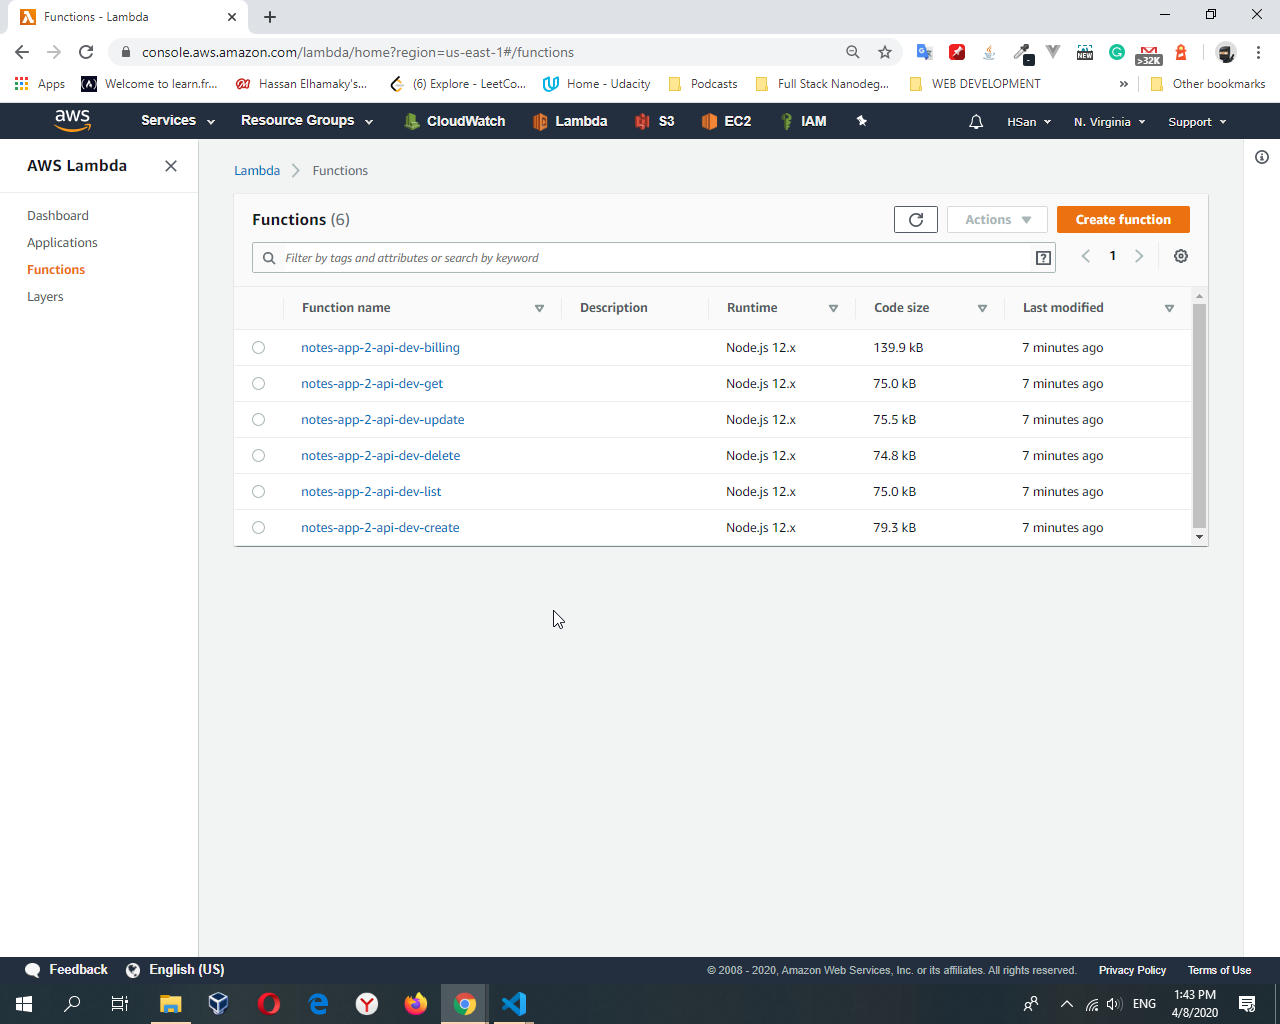 Functions - Lambda
console.aws.amazon.com/lambda/home?region=us-east-1#/functions
NEW
>32K
Apps
Welcome to learn.fr...
Hassan Elhamaky's...
(6) Explore - LeetCo...
Home - Udacity
Podcasts
Full Stack Nanodeg...
WEB DEVELOPMENT
»
Other bookmarks
aws
Services
Resource Groups
CloudWatch
Lambda
S3
EC2
IAM
HSan
N. Virginia
Support
AWS Lambda
Dashboard
Applications
Functions
Layers
Lambda > Functions
Functions (6)
Actions
Create function
Filter by tags and attributes or search by keyword
1
Function name Description Runtime Code size Last modified
notes-app-2-api-dev-billing Node.js 12.x 139.9 kB 7 minutes ago
notes-app-2-api-dev-get Node.js 12.x 75.0 kB 7 minutes ago
notes-app-2-api-dev-update Node.js 12.x 75.5 kB 7 minutes ago
notes-app-2-api-dev-delete Node.js 12.x 74.8 kB 7 minutes ago
notes-app-2-api-dev-list Node.js 12.x 75.0 kB 7 minutes ago
notes-app-2-api-dev-create Node.js 12.x 79.3 kB 7 minutes ago
Feedback
English (US)
© 2008 - 2020, Amazon Web Services, Inc. or its affiliates. All rights reserved.
Privacy Policy
Terms of Use
ENG
1:43 PM
4/8/2020